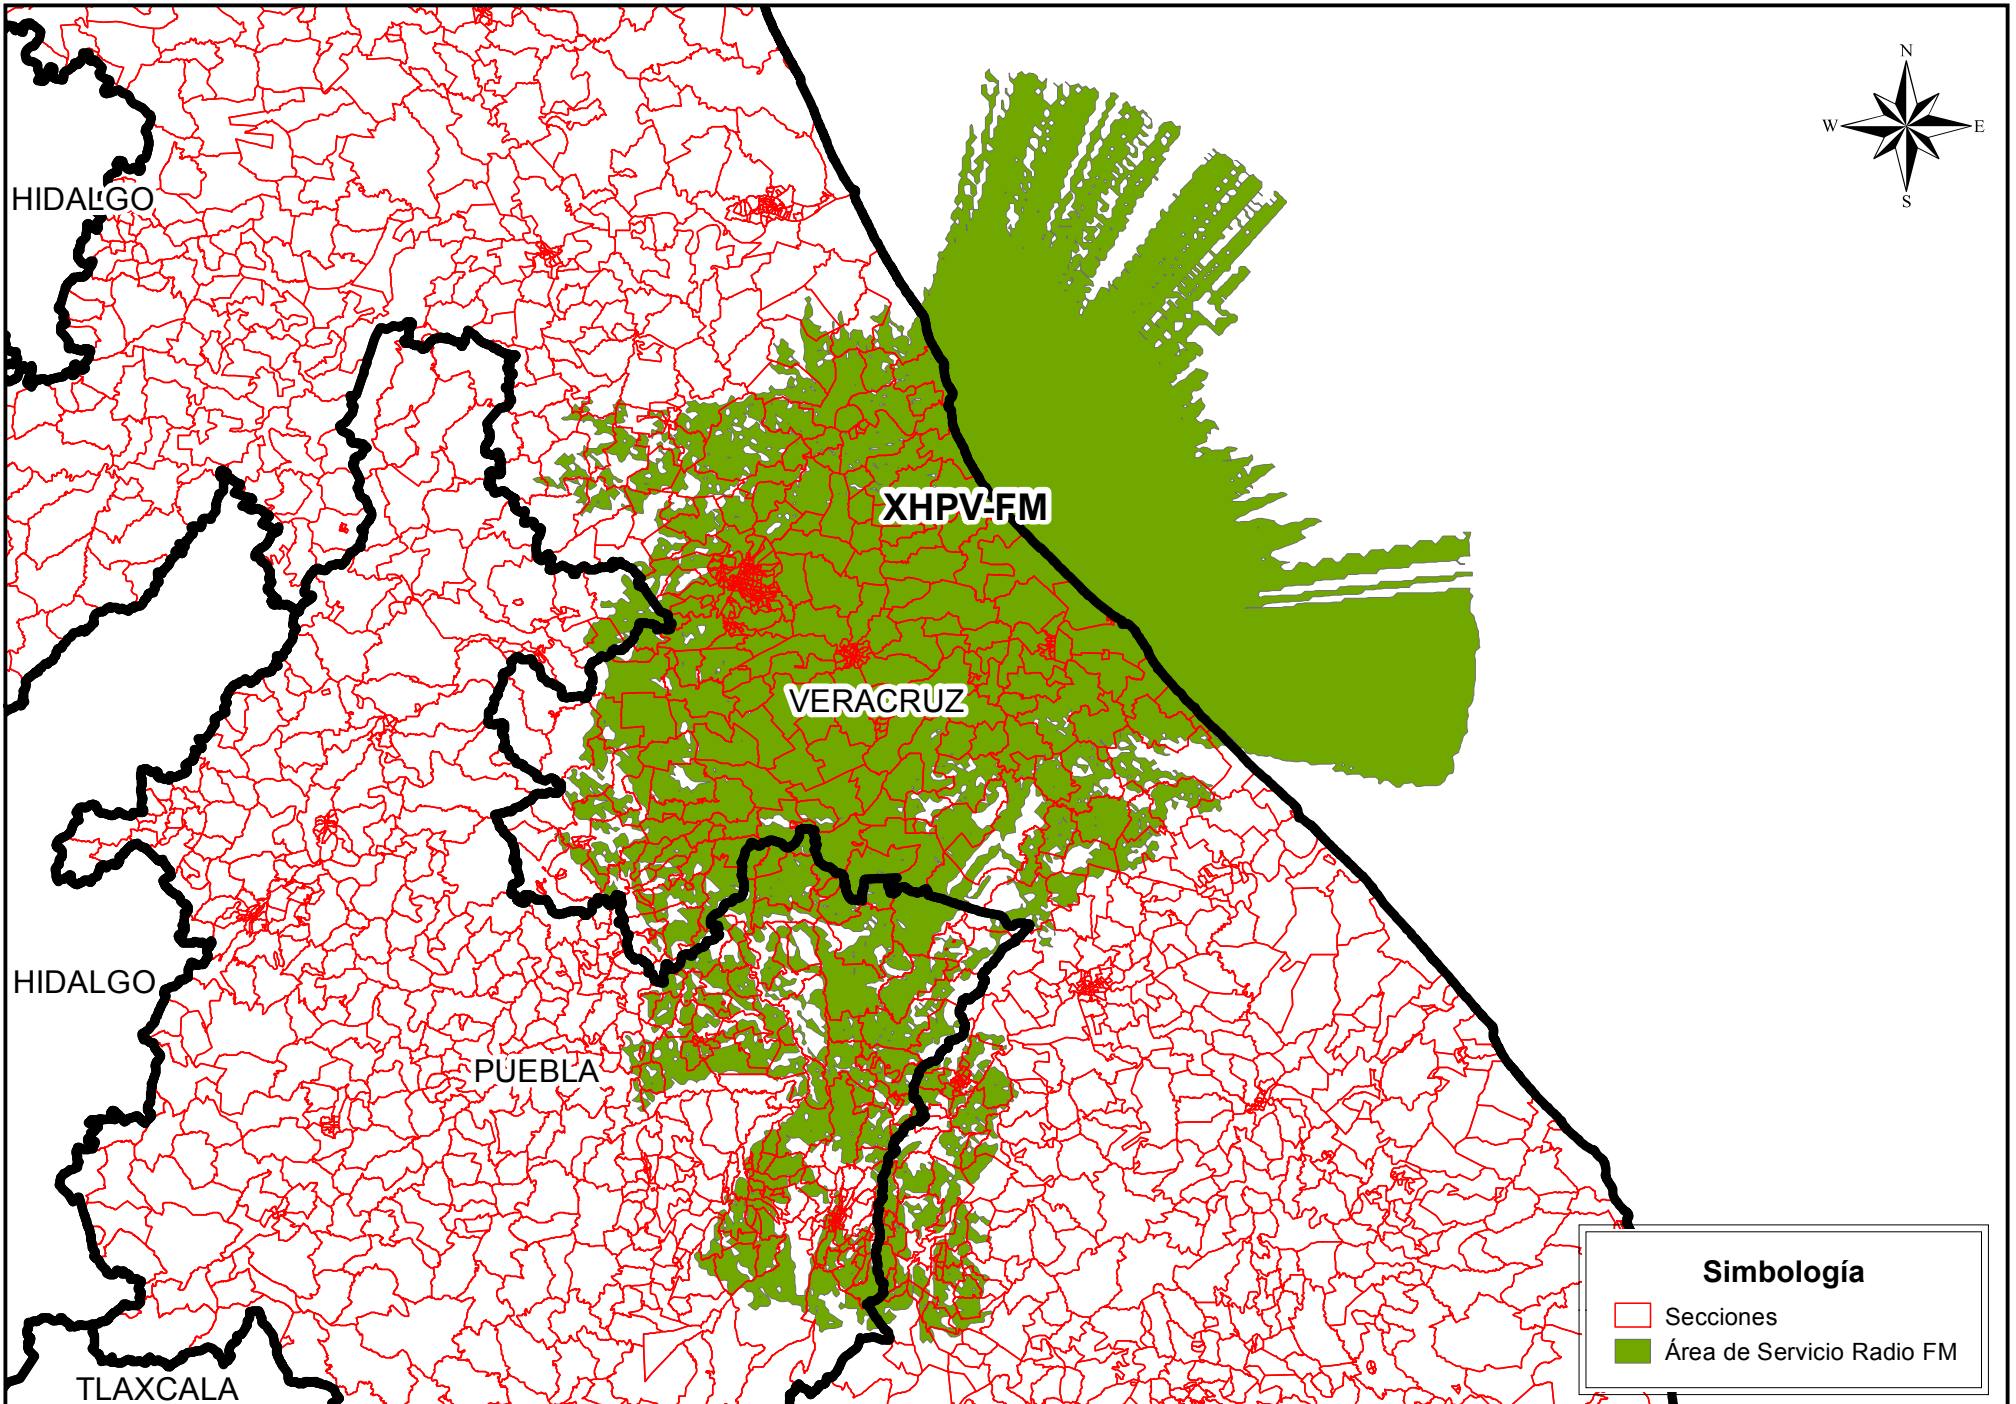 N
W
E
S
HIDALGO
XHPV-FM
VERACRUZ
HIDALGO
PUEBLA
TLAXCALA
Simbología
Secciones
Área de Servicio Radio FM